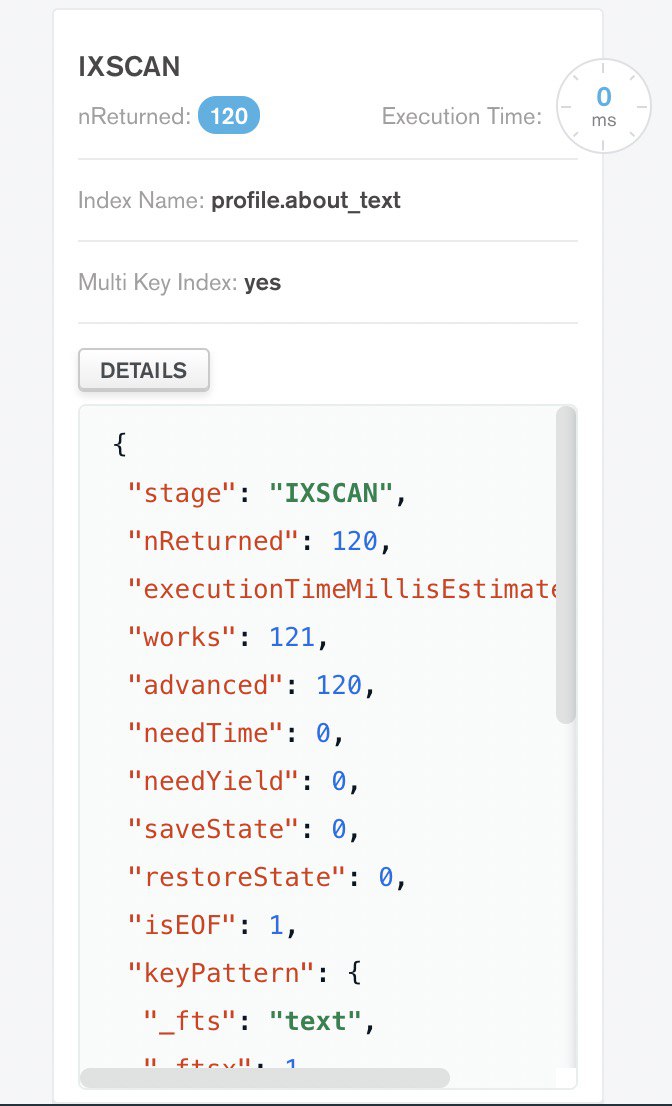 IXSCAN
nReturned: 120
Execution Time: 0 ms
Index Name: profile.about_text
Multi Key Index: yes
DETAILS
{
"stage": "IXSCAN",
"nReturned": 120,
"executionTimeMillisEstimate
"works": 121,
"advanced": 120,
"needTime": 0,
"needYield": 0,
"saveState": 0,
"restoreState": 0,
"isEOF": 1,
"keyPattern": {
"_fts": "text",
"_ftsx": 1